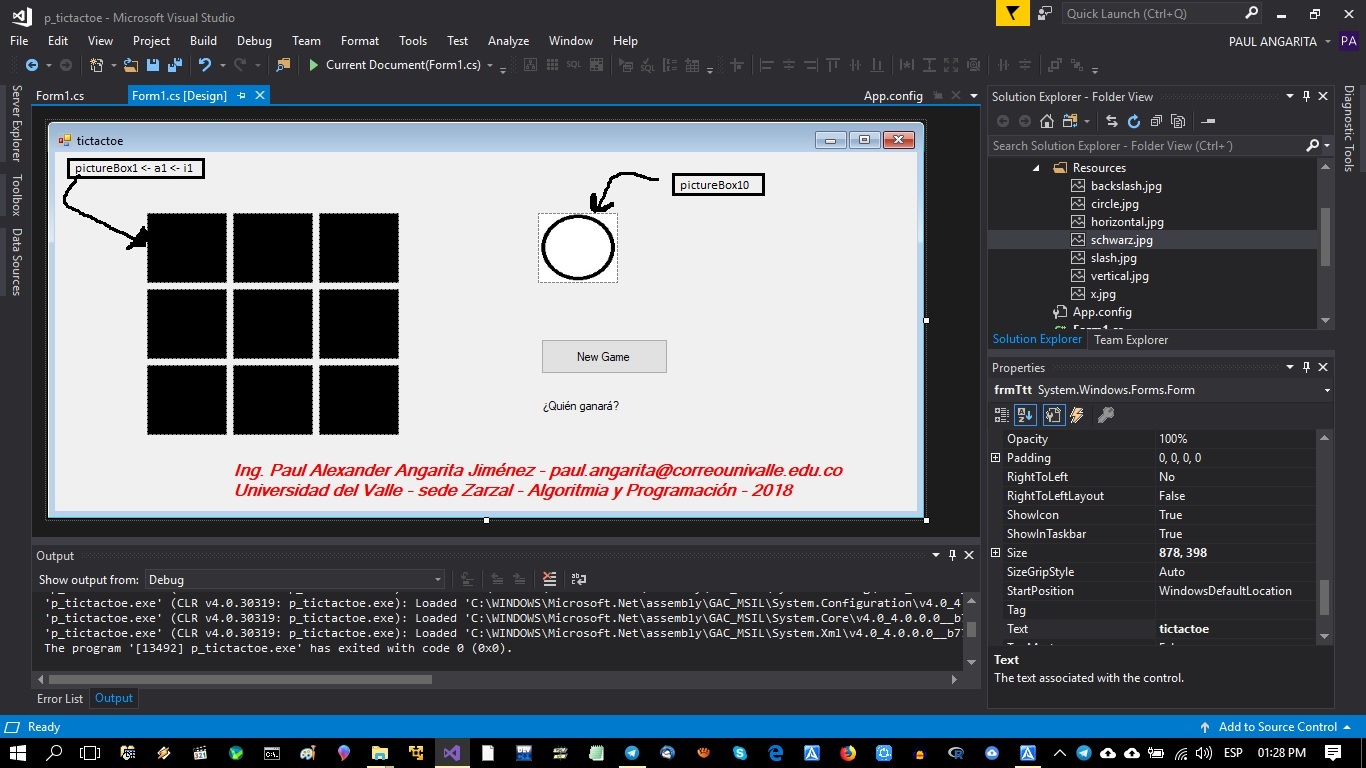 p_tictactoe - Microsoft Visual Studio
Quick Launch (Ctrl+Q)
File Edit View Project Build Debug Team Format Tools Test Analyze Window Help
PAUL ANGARITA PA
Current Document(Form1.cs)
SQL
Server Explorer
Toolbox
Data Sources
Form1.cs
Form1.cs [Design]
App.config
tictactoe
pictureBox1 <- a1 <- i1
pictureBox10
New Game
¿Quién ganará?
Ing. Paul Alexander Angarita Jiménez - paul.angarita@correounivalle.edu.co
Universidad del Valle - sede Zarzal - Algoritmia y Programación - 2018
Output
Show output from: Debug
'p_tictactoe.exe' (CLR v4.0.30319: p_tictactoe.exe): Loaded 'C:\WINDOWS\Microsoft.Net\assembly\GAC_MSIL\System.Configuration\v4.0_4
'p_tictactoe.exe' (CLR v4.0.30319: p_tictactoe.exe): Loaded 'C:\WINDOWS\Microsoft.Net\assembly\GAC_MSIL\System.Core\v4.0_4.0.0.0__b7
'p_tictactoe.exe' (CLR v4.0.30319: p_tictactoe.exe): Loaded 'C:\WINDOWS\Microsoft.Net\assembly\GAC_MSIL\System.Xml\v4.0_4.0.0.0__b77
The program '[13492] p_tictactoe.exe' has exited with code 0 (0x0).
Error List Output
Solution Explorer - Folder View
Search Solution Explorer - Folder View (Ctrl+´)
Resources
backslash.jpg
circle.jpg
horizontal.jpg
schwarz.jpg
slash.jpg
vertical.jpg
x.jpg
App.config
Form1.cs
Solution Explorer Team Explorer
Diagnostic Tools
Properties
frmTtt System.Windows.Forms.Form
Opacity 100%
Padding 0, 0, 0, 0
RightToLeft No
RightToLeftLayout False
ShowIcon True
ShowInTaskbar True
Size 878, 398
SizeGripStyle Auto
StartPosition WindowsDefaultLocation
Tag
Text tictactoe
Text
The text associated with the control.
Ready
Add to Source Control
ESP 01:28 PM